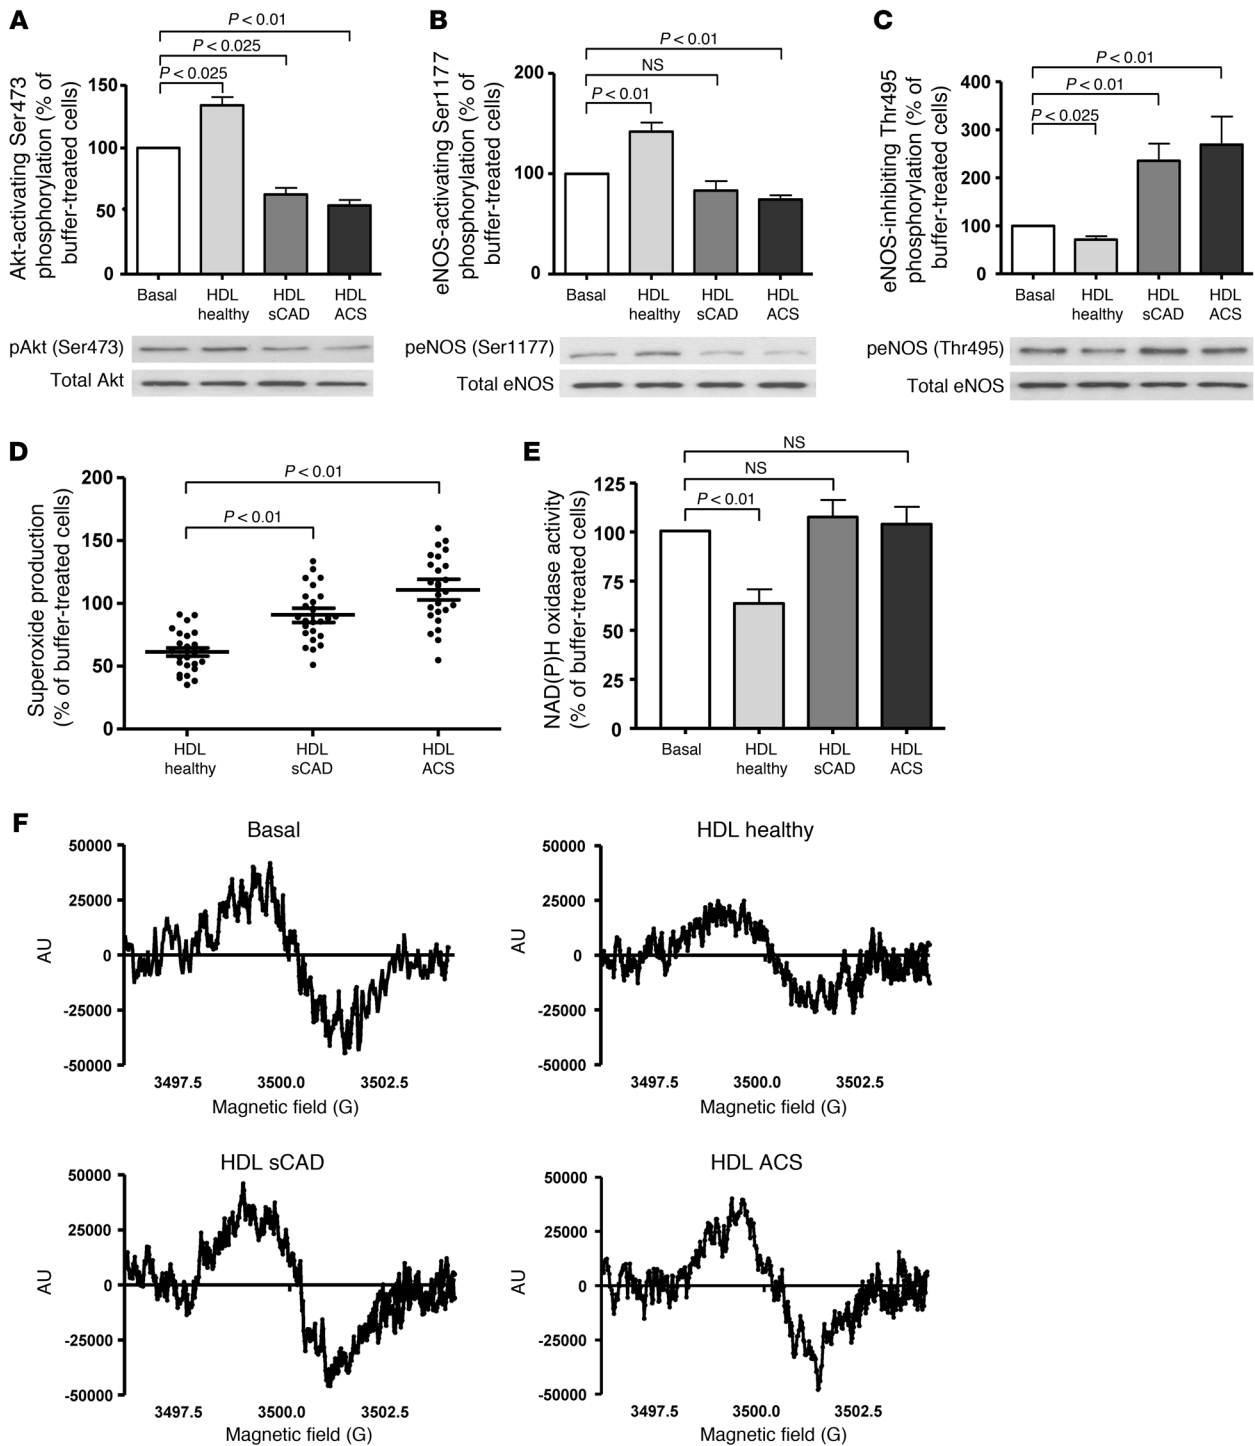 A
P < 0.01
P < 0.025
P < 0.025
Akt-activating Ser473
phosphorylation (% of
buffer-treated cells)
150
100
50
0
Basal
HDL
healthy
HDL
sCAD
HDL
ACS
pAkt (Ser473)
Total Akt
B
P < 0.01
NS
P < 0.01
eNOS-activating Ser1177
phosphorylation (% of
buffer-treated cells)
200
100
0
Basal
HDL
healthy
HDL
sCAD
HDL
ACS
peNOS (Ser1177)
Total eNOS
C
P < 0.01
P < 0.01
P < 0.025
eNOS-inhibiting Thr495
phosphorylation (% of
buffer-treated cells)
400
300
200
100
0
Basal
HDL
healthy
HDL
sCAD
HDL
ACS
peNOS (Thr495)
Total eNOS
D
P < 0.01
P < 0.01
Superoxide production
(% of buffer-treated cells)
200
150
100
50
0
HDL
healthy
HDL
sCAD
HDL
ACS
E
NS
NS
P < 0.01
NAD(P)H oxidase activity
(% of buffer-treated cells)
125
100
75
50
25
0
Basal
HDL
healthy
HDL
sCAD
HDL
ACS
F
Basal
AU
50000
25000
0
-25000
-50000
3497.5 3500.0 3502.5
Magnetic field (G)
HDL healthy
AU
50000
25000
0
-25000
-50000
3497.5 3500.0 3502.5
Magnetic field (G)
HDL sCAD
AU
50000
25000
0
-25000
-50000
3497.5 3500.0 3502.5
Magnetic field (G)
HDL ACS
AU
50000
25000
0
-25000
-50000
3497.5 3500.0 3502.5
Magnetic field (G)